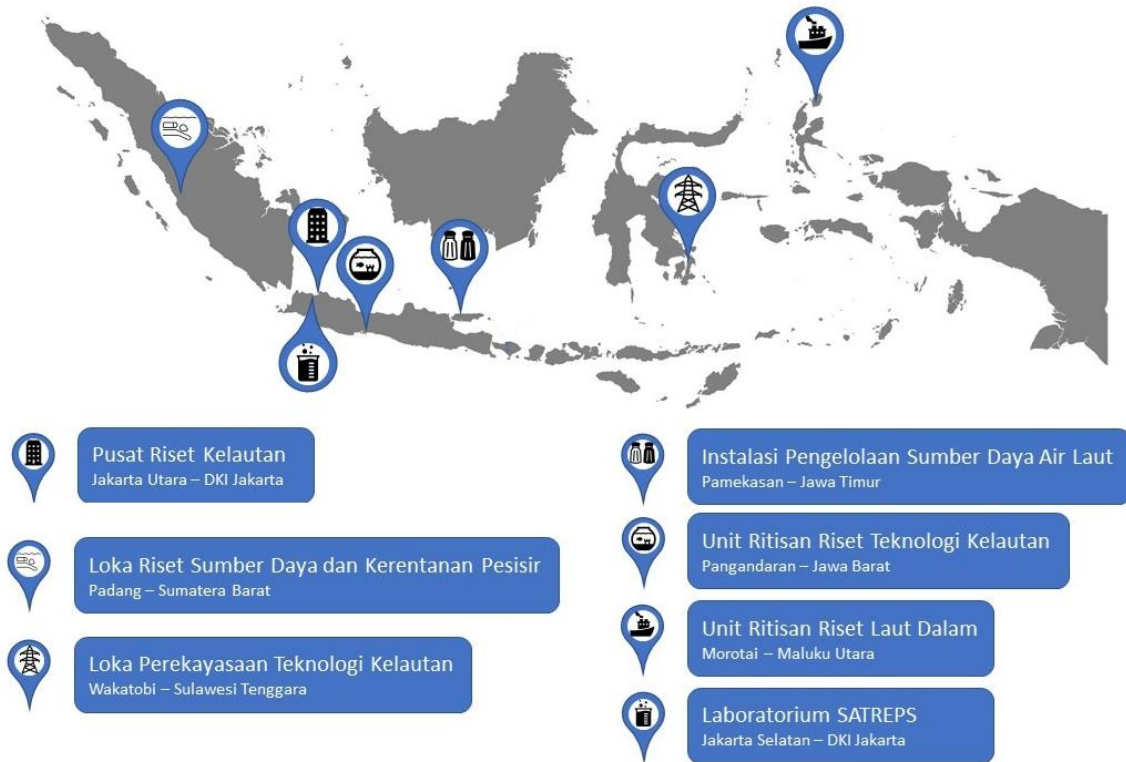 Pusat Riset Kelautan
Jakarta Utara – DKI Jakarta
Loka Riset Sumber Daya dan Kerentanan Pesisir
Padang – Sumatera Barat
Loka Perekayasaan Teknologi Kelautan
Wakatobi – Sulawesi Tenggara
Instalasi Pengelolaan Sumber Daya Air Laut
Pamekasan – Jawa Timur
Unit Ritisan Riset Teknologi Kelautan
Pangandaran – Jawa Barat
Unit Ritisan Riset Laut Dalam
Morotai – Maluku Utara
Laboratorium SATREPS
Jakarta Selatan – DKI Jakarta